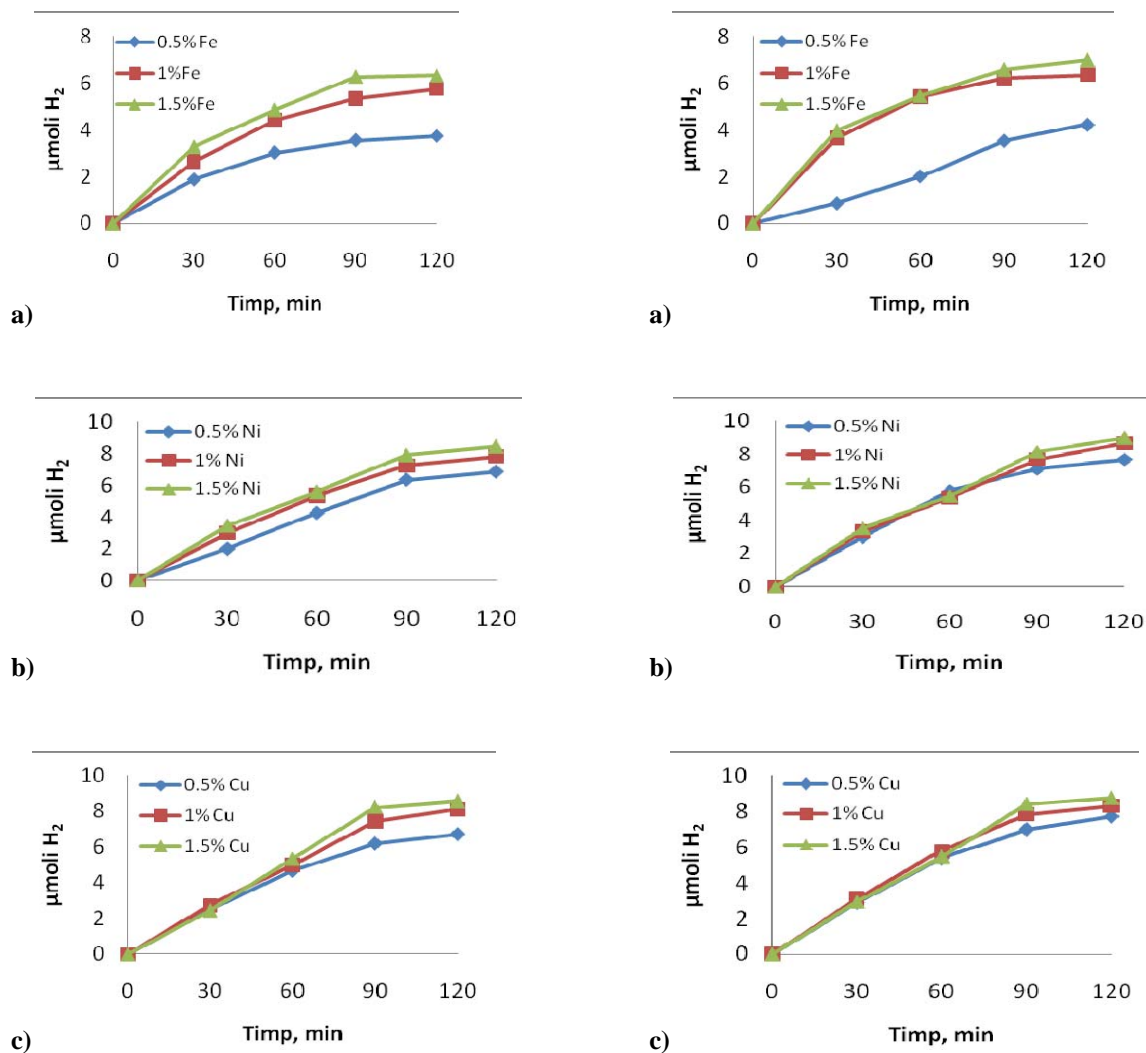 8
6
4
2
0
μmoli H2
0.5%Fe
1%Fe
1.5%Fe
0 30 60 90 120
Timp, min
a)
8
6
4
2
0
μmoli H2
0.5%Fe
1%Fe
1.5%Fe
0 30 60 90 120
Timp, min
a)
10
8
6
4
2
0
μmoli H2
0.5% Ni
1% Ni
1.5% Ni
0 30 60 90 120
Timp, min
b)
10
8
6
4
2
0
μmoli H2
0.5% Ni
1% Ni
1.5% Ni
0 30 60 90 120
Timp, min
b)
10
8
6
4
2
0
μmoli H2
0.5% Cu
1% Cu
1.5% Cu
0 30 60 90 120
Timp, min
c)
10
8
6
4
2
0
μmoli H2
0.5% Cu
1% Cu
1.5% Cu
0 30 60 90 120
Timp, min
c)